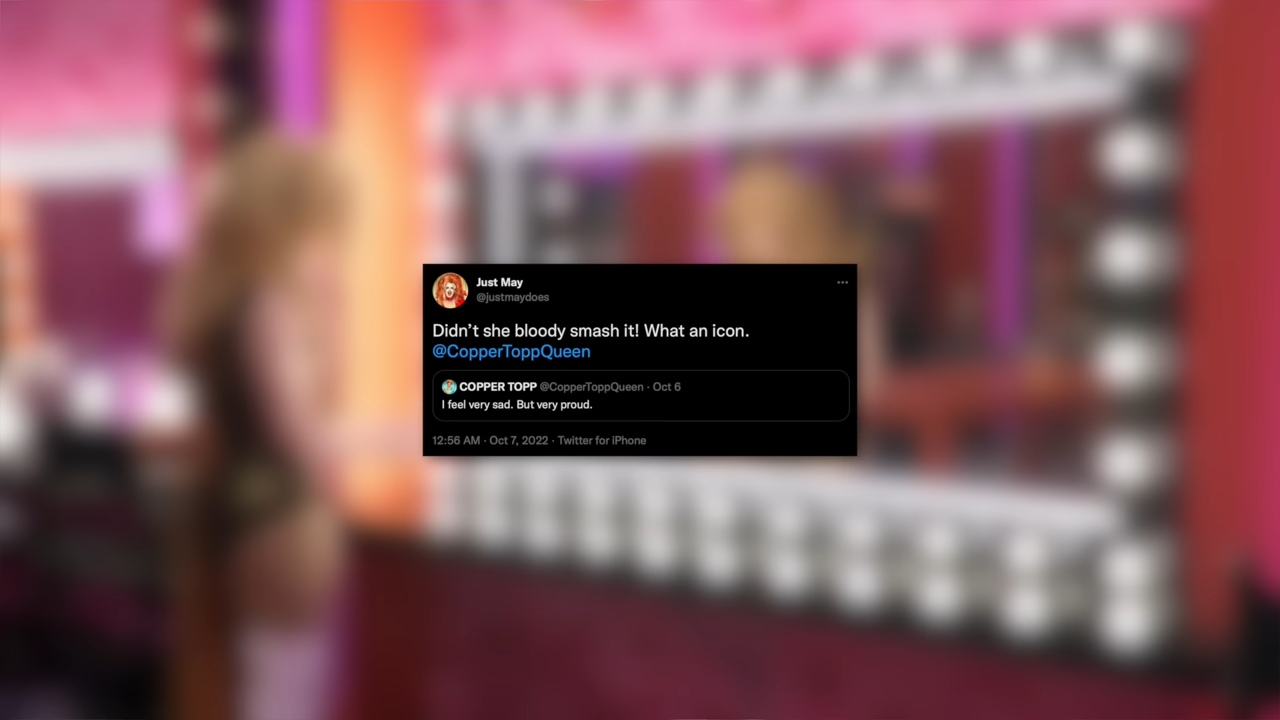 Just May
@justmaydoes
Didn’t she bloody smash it! What an icon.
@CopperToppQueen
COPPER TOPP @CopperToppQueen · Oct 6
I feel very sad. But very proud.
12:56 AM · Oct 7, 2022 · Twitter for iPhone